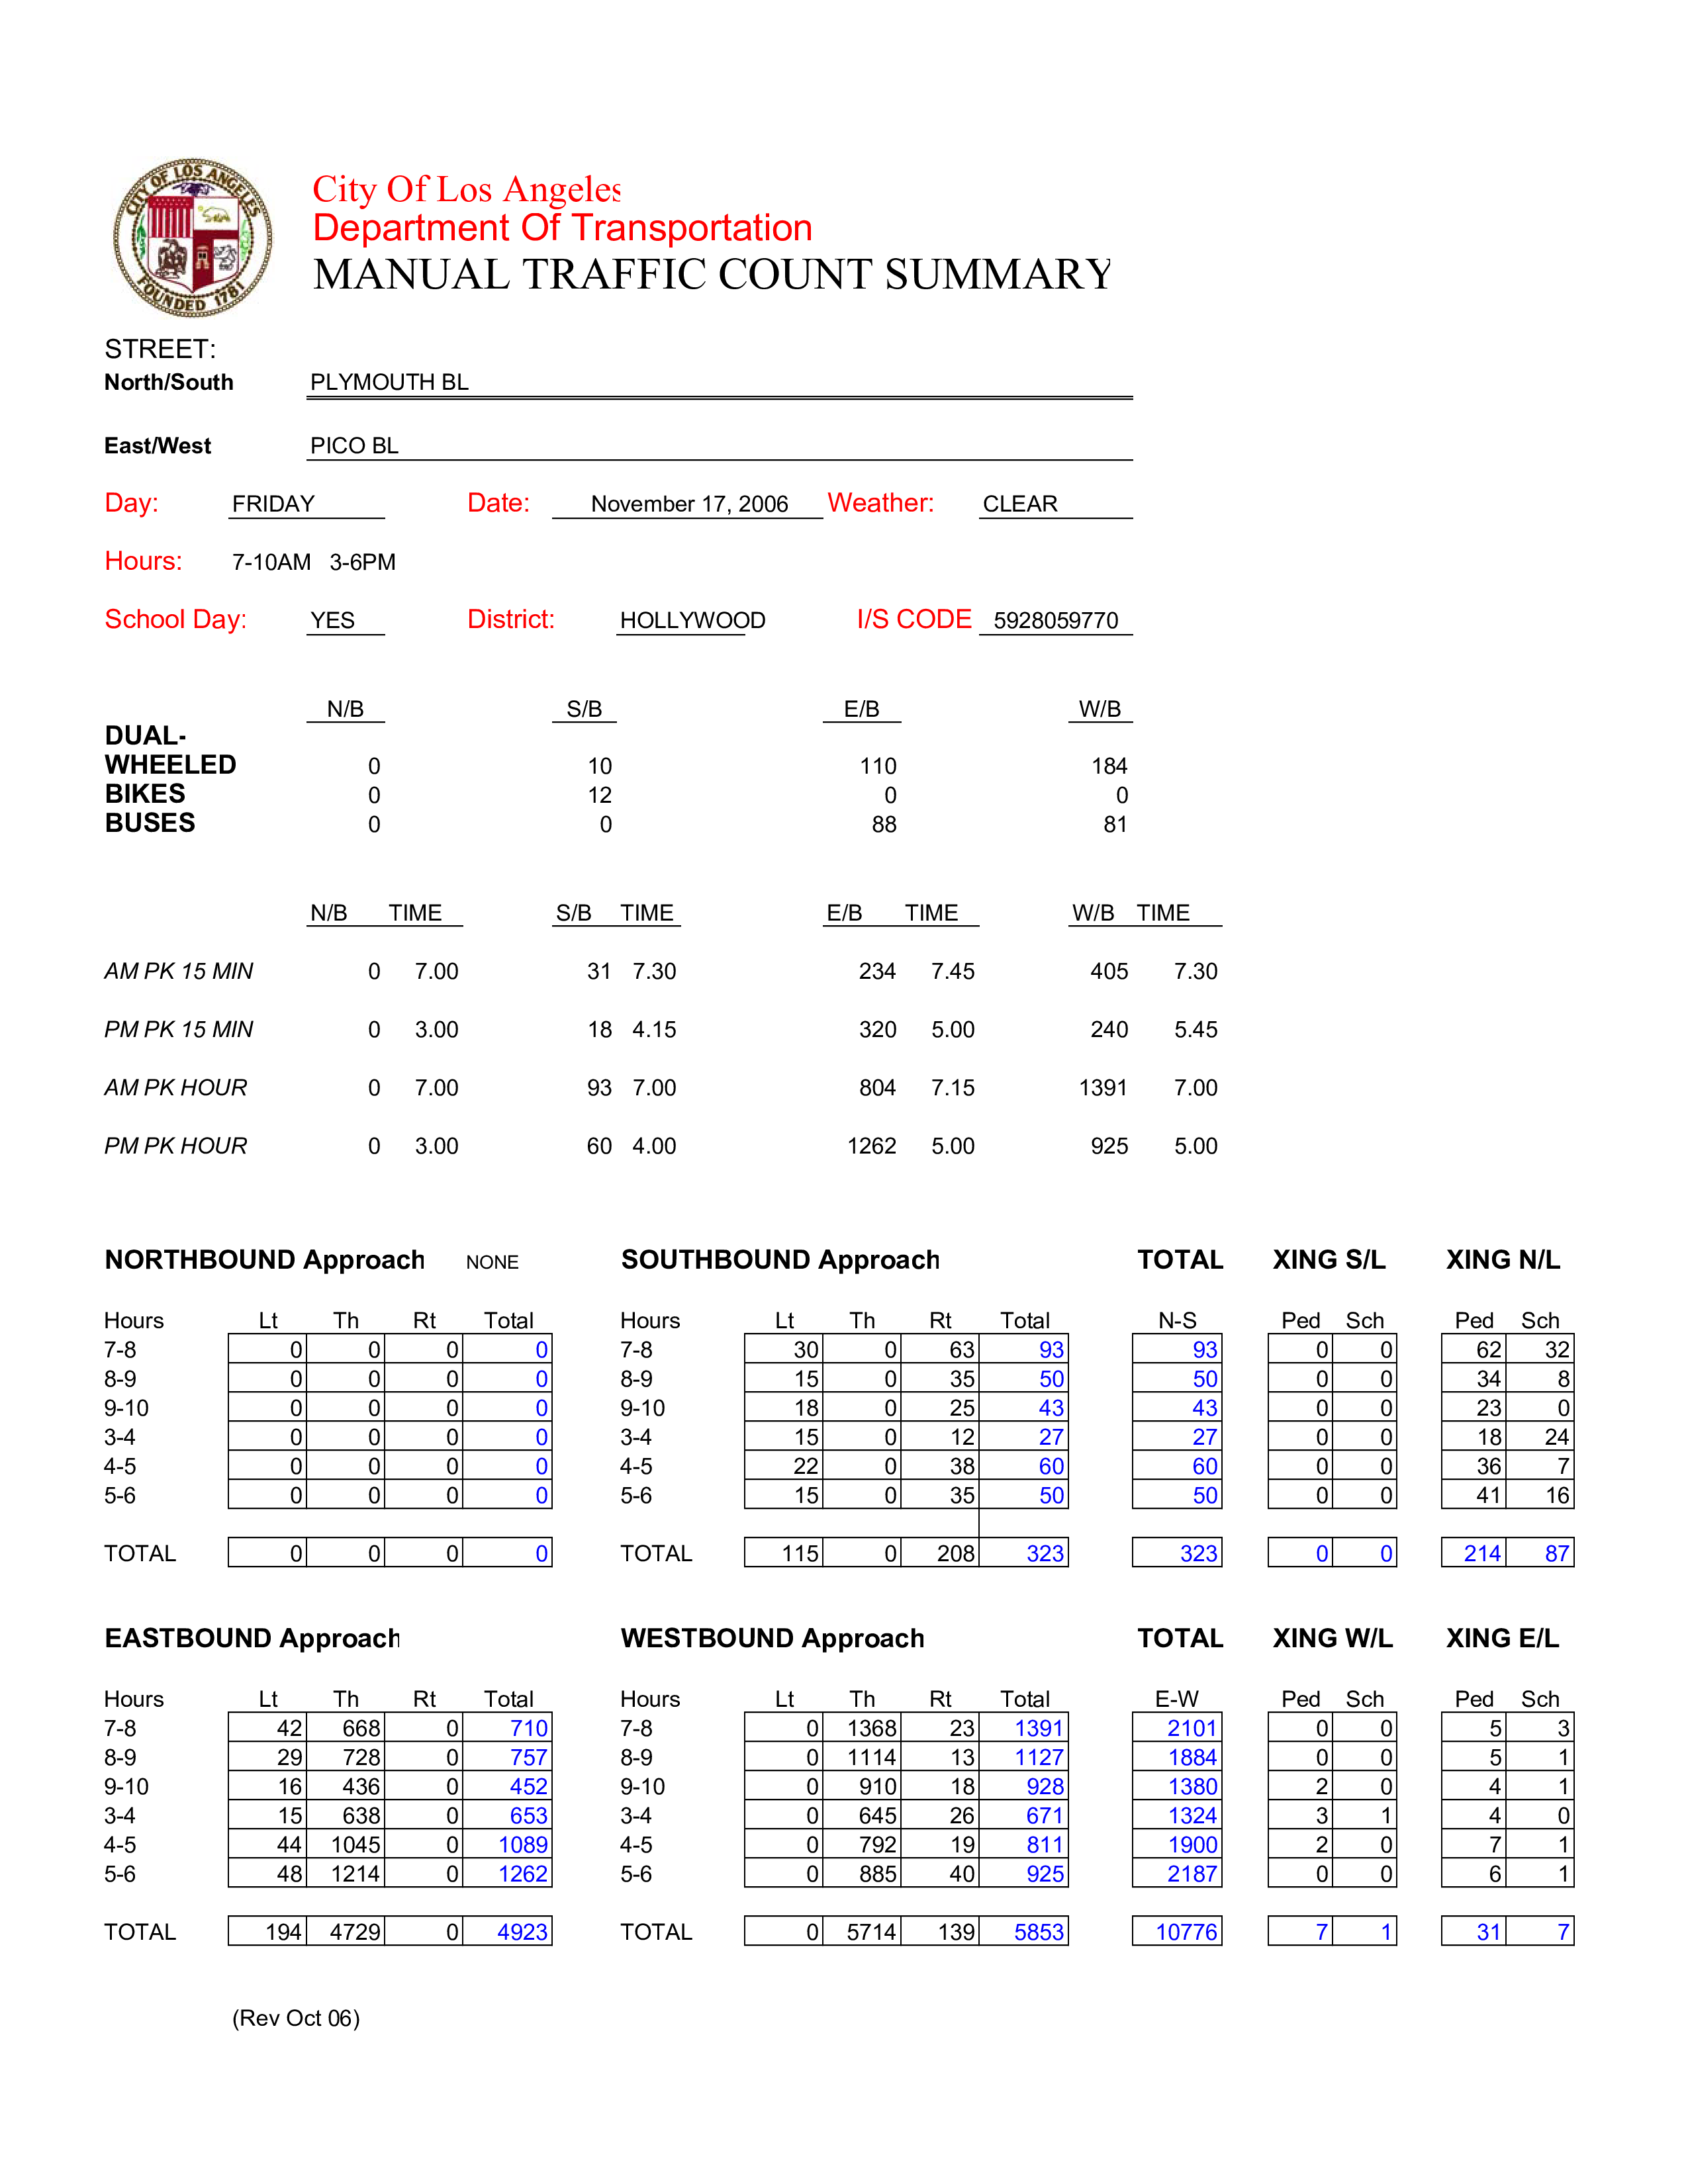 CITY OF LOS ANGELES
FOUNDED 1781
City Of Los Angeles
Department Of Transportation
MANUAL TRAFFIC COUNT SUMMARY
STREET:
North/South PLYMOUTH BL
East/West PICO BL
Day: FRIDAY Date: November 17, 2006 Weather: CLEAR
Hours: 7-10AM 3-6PM
School Day: YES District: HOLLYWOOD I/S CODE 5928059770
N/B S/B E/B W/B
DUAL-
WHEELED 0 10 110 184
BIKES 0 12 0 0
BUSES 0 0 88 81
N/B TIME S/B TIME E/B TIME W/B TIME
AM PK 15 MIN 0 7.00 31 7.30 234 7.45 405 7.30
PM PK 15 MIN 0 3.00 18 4.15 320 5.00 240 5.45
AM PK HOUR 0 7.00 93 7.00 804 7.15 1391 7.00
PM PK HOUR 0 3.00 60 4.00 1262 5.00 925 5.00
NORTHBOUND Approach NONE SOUTHBOUND Approach TOTAL XING S/L XING N/L
Hours Lt Th Rt Total Hours Lt Th Rt Total N-S Ped Sch Ped Sch
7-8 0 0 0 0 7-8 30 0 63 93 93 0 0 62 32
8-9 0 0 0 0 8-9 15 0 35 50 50 0 0 34 8
9-10 0 0 0 0 9-10 18 0 25 43 43 0 0 23 0
3-4 0 0 0 0 3-4 15 0 12 27 27 0 0 18 24
4-5 0 0 0 0 4-5 22 0 38 60 60 0 0 36 7
5-6 0 0 0 0 5-6 15 0 35 50 50 0 0 41 16
TOTAL 0 0 0 0 TOTAL 115 0 208 323 323 0 0 214 87
EASTBOUND Approach WESTBOUND Approach TOTAL XING W/L XING E/L
Hours Lt Th Rt Total Hours Lt Th Rt Total E-W Ped Sch Ped Sch
7-8 42 668 0 710 7-8 0 1368 23 1391 2101 0 0 5 3
8-9 29 728 0 757 8-9 0 1114 13 1127 1884 0 0 5 1
9-10 16 436 0 452 9-10 0 910 18 928 1380 2 0 4 1
3-4 15 638 0 653 3-4 0 645 26 671 1324 3 1 4 0
4-5 44 1045 0 1089 4-5 0 792 19 811 1900 2 0 7 1
5-6 48 1214 0 1262 5-6 0 885 40 925 2187 0 0 6 1
TOTAL 194 4729 0 4923 TOTAL 0 5714 139 5853 10776 7 1 31 7
(Rev Oct 06)